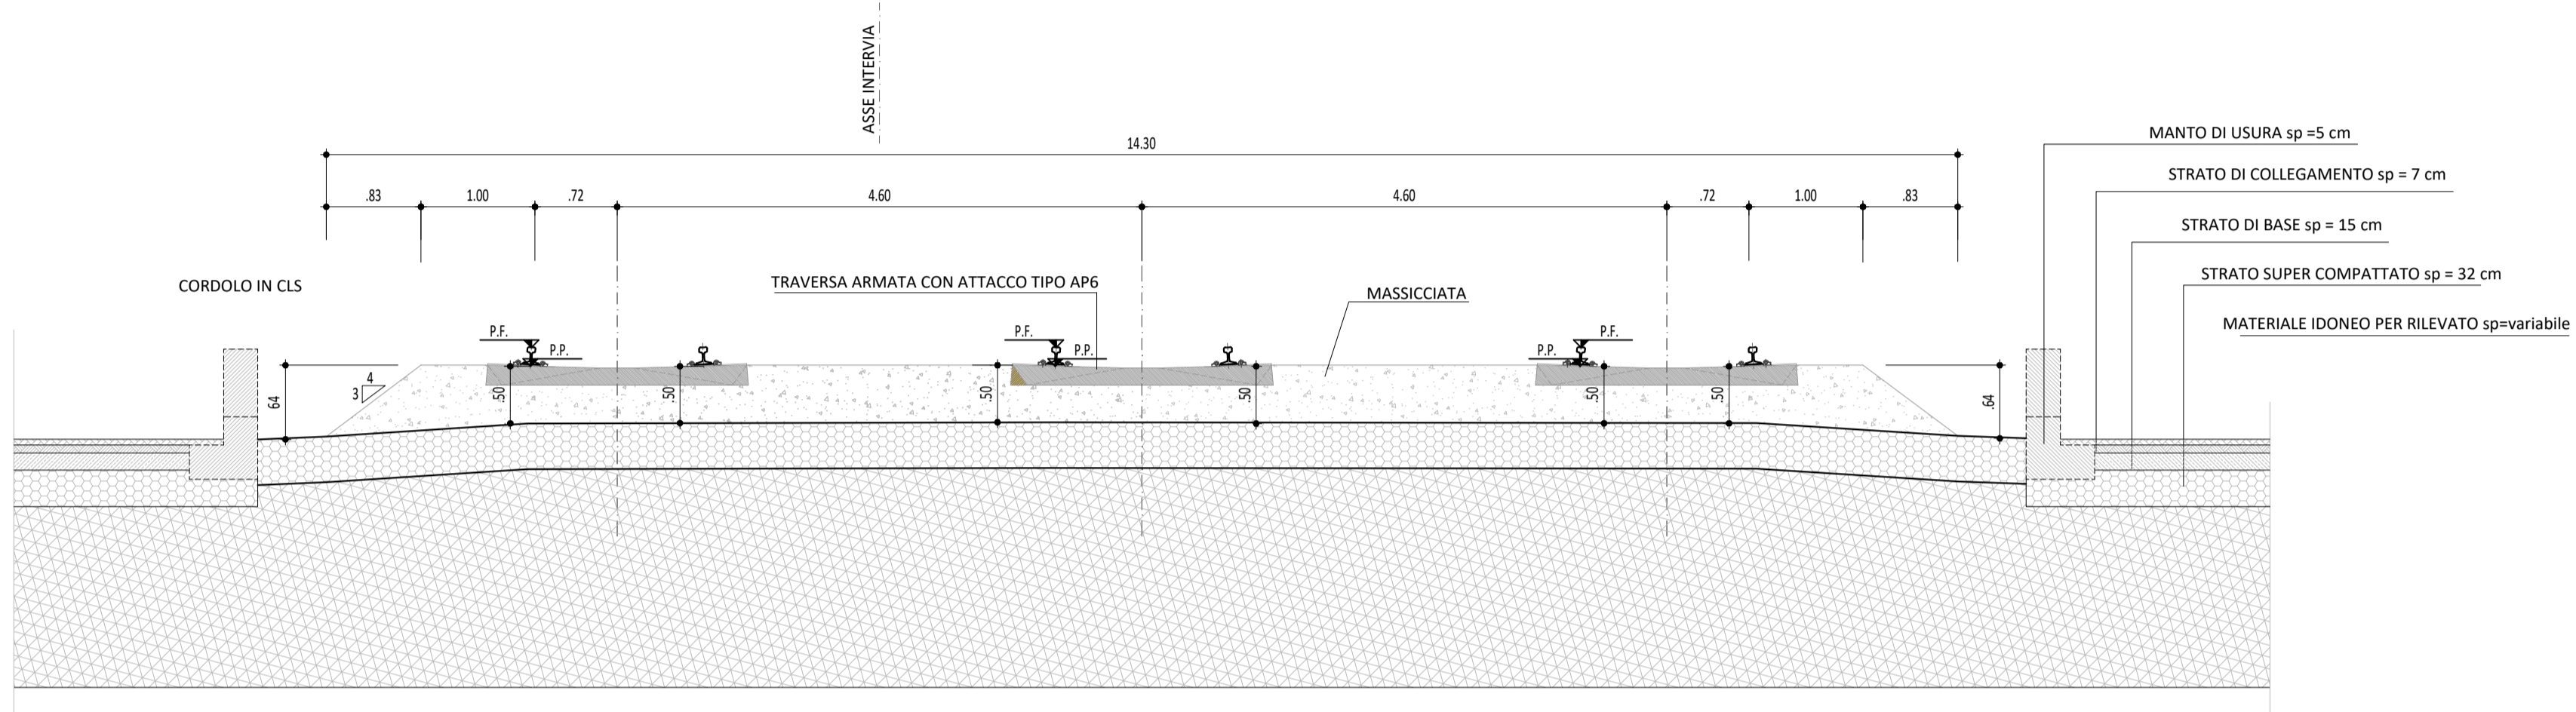 ASSE INTERVIA
14.30
.83
1.00
.72
4.60
4.60
.72
1.00
.83
MANTO DI USURA sp =5 cm
STRATO DI COLLEGAMENTO sp = 7 cm
STRATO DI BASE sp = 15 cm
STRATO SUPER COMPATTATO sp = 32 cm
MATERIALE IDONEO PER RILEVATO sp=variabile
CORDOLO IN CLS
TRAVERSA ARMATA CON ATTACCO TIPO AP6
MASSICCIATA
P.F.
P.P.
P.F.
P.P.
P.F.
P.P.
4
3
64
.50
.50
.50
.50
.50
.50
.64